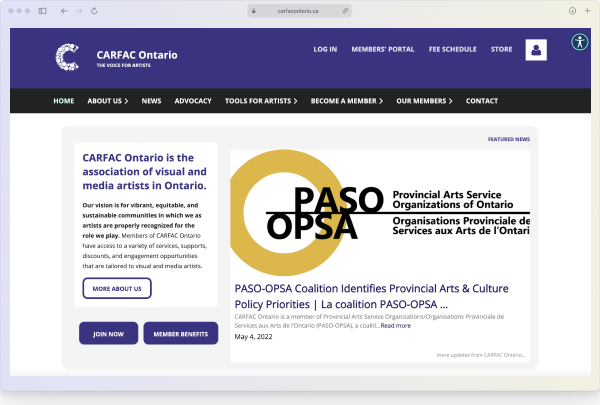 carfacontario.ca
CARFAC Ontario
THE VOICE FOR ARTISTS
LOG IN MEMBERS' PORTAL FEE SCHEDULE STORE
HOME ABOUT US NEWS ADVOCACY TOOLS FOR ARTISTS BECOME A MEMBER OUR MEMBERS CONTACT
CARFAC Ontario is the
association of visual and
media artists in Ontario.
Our vision is for vibrant, equitable, and
sustainable communities in which we as
artists are properly recognized for the
role we play. Members of CARFAC Ontario
have access to a variety of services, supports,
discounts, and engagement opportunities
that are tailored to visual and media artists.
MORE ABOUT US
JOIN NOW MEMBER BENEFITS
FEATURED NEWS
PASO
OPSA
Provincial Arts Service
Organizations of Ontario
Organisations Provinciale de
Services aux Arts de l'Ontari
PASO-OPSA Coalition Identifies Provincial Arts & Culture
Policy Priorities | La coalition PASO-OPSA ...
CARFAC Ontario is a member of Provincial Arts Service Organizations/Organisations Provinciale de
Services aux Arts de l'Ontario (PASO-OPSA), a coaliti...Read more
May 4, 2022
more updates from CARFAC Ontario...